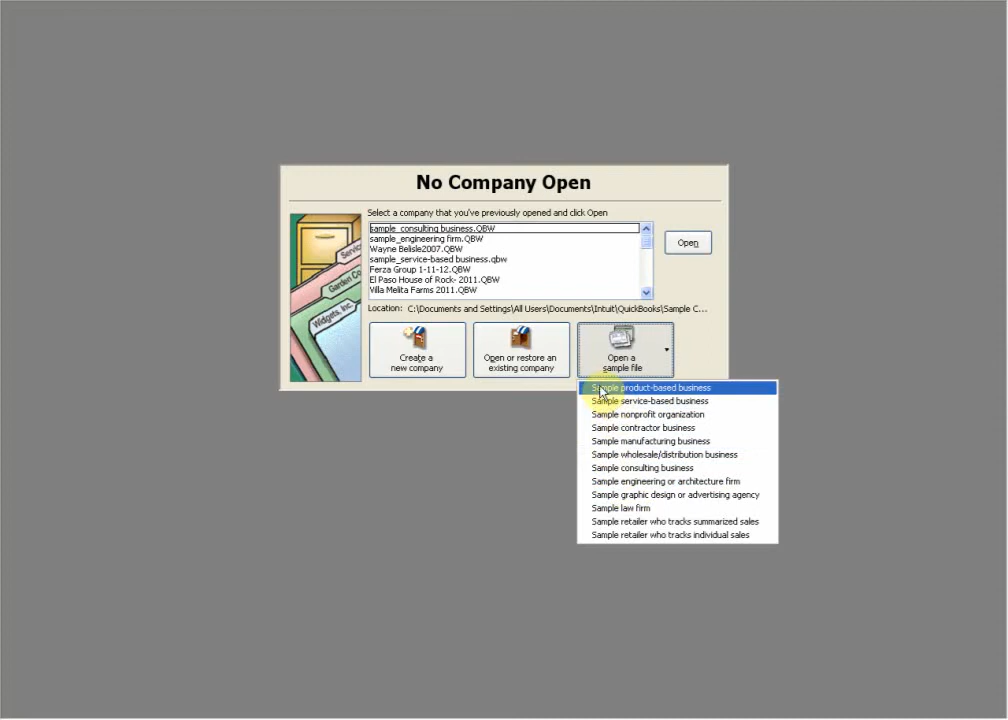 No Company Open
Select a company that you've previously opened and click Open
sample_consulting business.QBW
sample_engineering firm.QBW
Wayne Belisle2007.QBW
sample_service-based business.qbw
Ferza Group 1-11-12.QBW
El Paso House of Rock- 2011.QBW
Villa Melita Farms 2011.QBW
Open
Location: C:\Documents and Settings\All Users\Documents\Intuit\QuickBooks\Sample C...
Service
Garden Co
Widgets, Inc.
Create a
new company
Open or restore an
existing company
Open a
sample file
Sample product-based business
Sample service-based business
Sample nonprofit organization
Sample contractor business
Sample manufacturing business
Sample wholesale/distribution business
Sample consulting business
Sample engineering or architecture firm
Sample graphic design or advertising agency
Sample law firm
Sample retailer who tracks summarized sales
Sample retailer who tracks individual sales